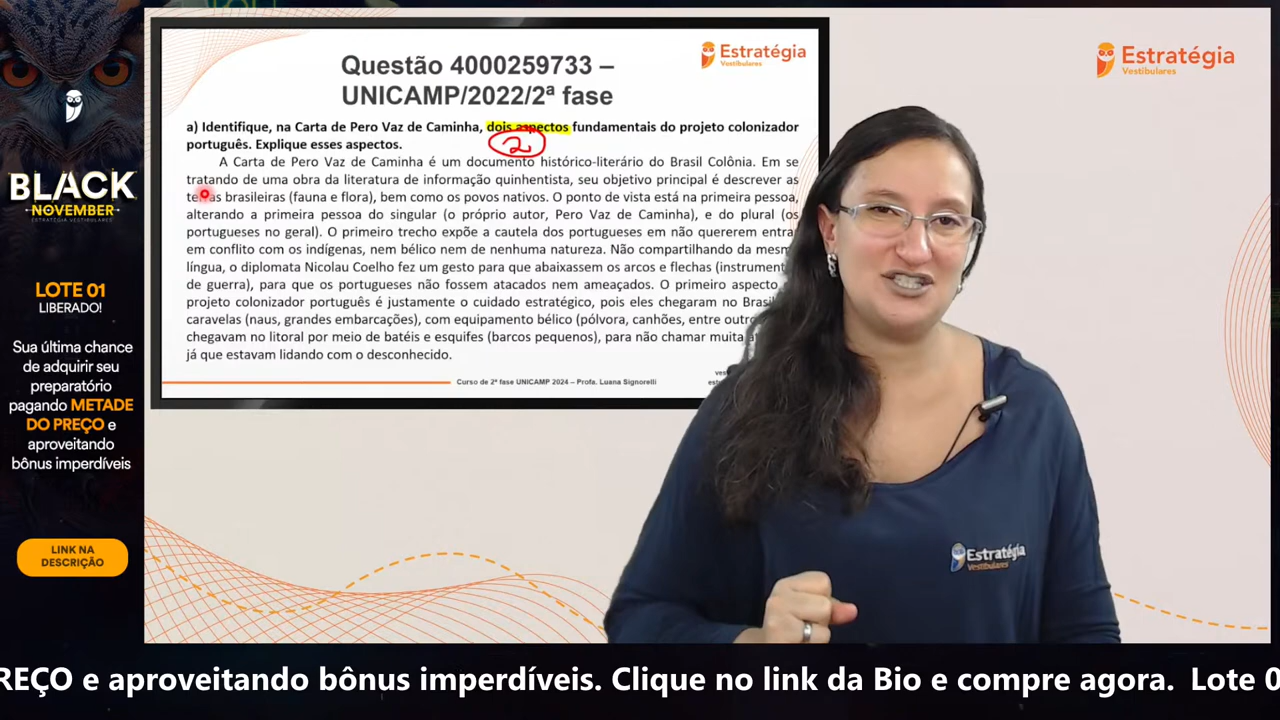 Questão 4000259733 –
UNICAMP/2022/2ª fase
Estratégia
Vestibulares
a) Identifique, na Carta de Pero Vaz de Caminha, dois aspectos fundamentais do projeto colonizador
português. Explique esses aspectos.
2
A Carta de Pero Vaz de Caminha é um documento histórico-literário do Brasil Colônia. Em se
tratando de uma obra da literatura de informação quinhentista, seu objetivo principal é descrever as
terras brasileiras (fauna e flora), bem como os povos nativos. O ponto de vista está na primeira pessoa,
alterando a primeira pessoa do singular (o próprio autor, Pero Vaz de Caminha), e do plural (os
portugueses no geral). O primeiro trecho expõe a cautela dos portugueses em não quererem entrar
em conflito com os indígenas, nem bélico nem de nenhuma natureza. Não compartilhando da mesm
língua, o diplomata Nicolau Coelho fez um gesto para que abaixassem os arcos e flechas (instrument
de guerra), para que os portugueses não fossem atacados nem ameaçados. O primeiro aspecto
projeto colonizador português é justamente o cuidado estratégico, pois eles chegaram no Brasil
caravelas (naus, grandes embarcações), com equipamento bélico (pólvora, canhões, entre outro
chegavam no litoral por meio de batéis e esquifes (barcos pequenos), para não chamar muita
já que estavam lidando com o desconhecido.
Curso de 2ª fase UNICAMP 2024 – Profa. Luana Signorelli
Estratégia
Vestibulares
BLACK
NOVEMBER
ESTRATÉGIA VESTIBULARES
LOTE 01
LIBERADO!
Sua última chance
de adquirir seu
preparatório
pagando METADE
DO PREÇO e
aproveitando
bônus imperdíveis
LINK NA
DESCRIÇÃO
Estratégia
Vestibulares
REÇO e aproveitando bônus imperdíveis. Clique no link da Bio e compre agora. Lote 0